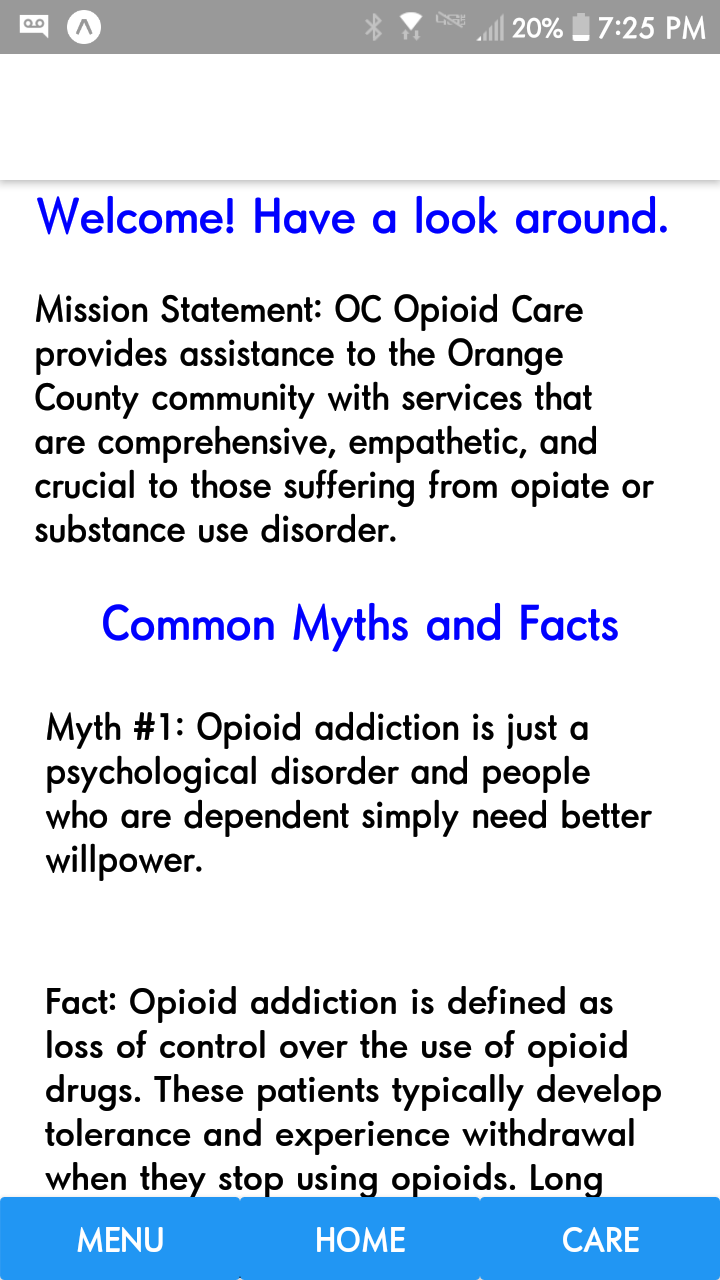 20% 7:25 PM
Welcome! Have a look around.
Mission Statement: OC Opioid Care
provides assistance to the Orange
County community with services that
are comprehensive, empathetic, and
crucial to those suffering from opiate or
substance use disorder.
Common Myths and Facts
Myth #1: Opioid addiction is just a
psychological disorder and people
who are dependent simply need better
willpower.
Fact: Opioid addiction is defined as
loss of control over the use of opioid
drugs. These patients typically develop
tolerance and experience withdrawal
when they stop using opioids. Long
MENU HOME CARE